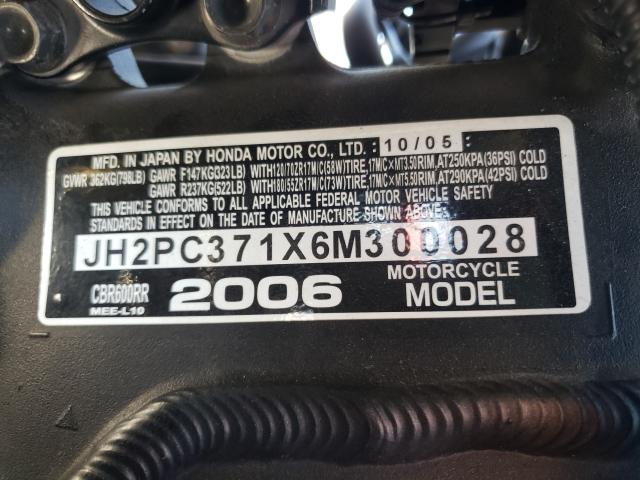 MFD. IN JAPAN BY HONDA MOTOR CO., LTD. 10/05
GVWR 362KG(798LB) GAWR F147KG(323LB) WITH120/70ZR17M/C(58W)TIRE,17M/C×MT3.50RIM,AT250KPA(36PSI) COLD
GAWR R237KG(522LB) WITH180/55ZR17M/C(73W)TIRE,17M/C×MT5.50RIM,AT290KPA(42PSI) COLD
THIS VEHICLE CONFORMS TO ALL APPLICABLE FEDERAL MOTOR VEHICLE SAFETY
STANDARDS IN EFFECT ON THE DATE OF MANUFACTURE SHOWN ABOVE.
JH2PC371X6M300028
CBR600RR 2006 MOTORCYCLE
MEE-L10 MODEL